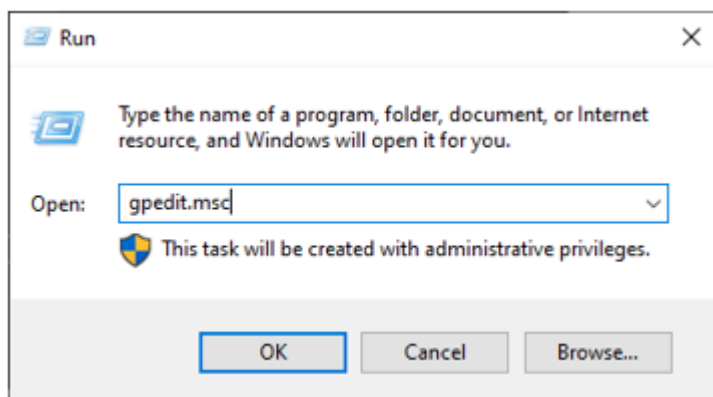 Run
Type the name of a program, folder, document, or Internet
resource, and Windows will open it for you.
Open: gpedit.msc
This task will be created with administrative privileges.
OK Cancel Browse...